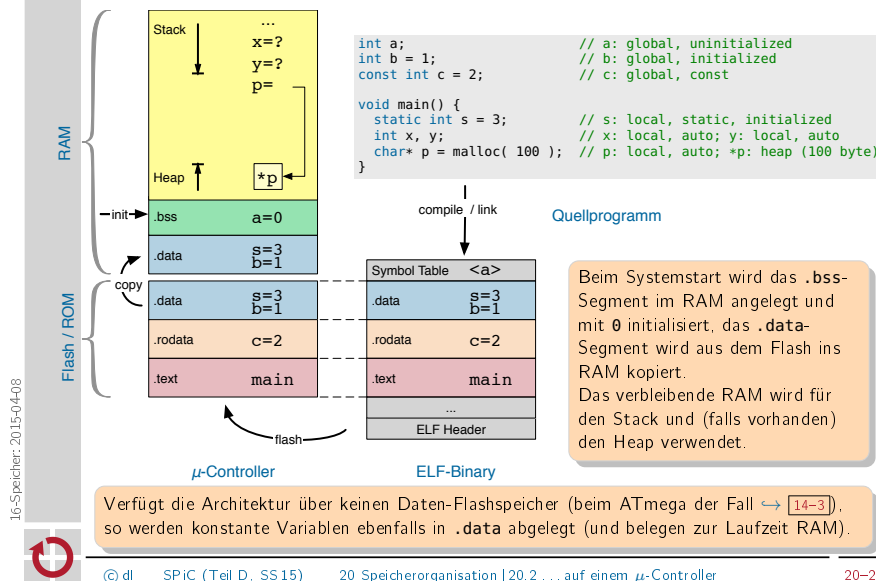 RAM
Flash / ROM
16-Speicher: 2015-04-08
Stack
...
x=?
y=?
p=
Heap
*p
init
.bss a=0
.data s=3
b=1
copy
.data s=3
b=1
.rodata c=2
.text main
flash
µ-Controller
int a; // a: global, uninitialized
int b = 1; // b: global, initialized
const int c = 2; // c: global, const
void main() {
static int s = 3; // s: local, static, initialized
int x, y; // x: local, auto; y: local, auto
char* p = malloc( 100 ); // p: local, auto; *p: heap (100 byte)
}
compile / link
Quellprogramm
Symbol Table <a>
.data s=3
b=1
.rodata c=2
.text main
...
ELF Header
ELF-Binary
Beim Systemstart wird das .bss-
Segment im RAM angelegt und
mit 0 initialisiert, das .data-
Segment wird aus dem Flash ins
RAM kopiert.
Das verbleibende RAM wird für
den Stack und (falls vorhanden)
den Heap verwendet.
Verfügt die Architektur über keinen Daten-Flashspeicher (beim ATmega der Fall ↪ 14–3),
so werden konstante Variablen ebenfalls in .data abgelegt (und belegen zur Laufzeit RAM).
© dl SPiC (Teil D, SS 15) 20 Speicherorganisation | 20.2 ... auf einem µ-Controller 20–2